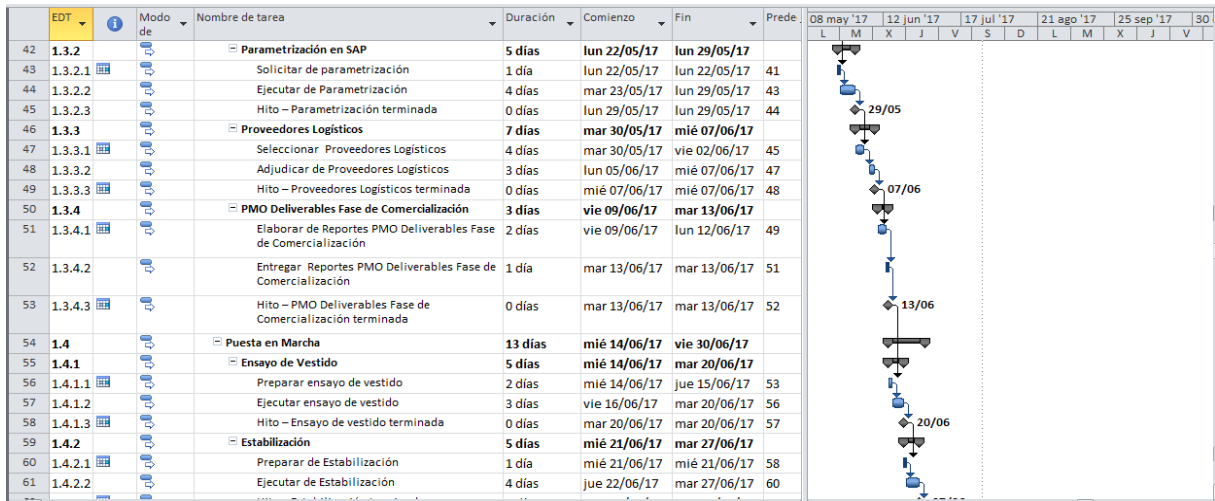 EDT Modo de Nombre de tarea Duración Comienzo Fin Prede 08 may '17 12 jun '17 17 jul '17 21 ago '17 25 sep '17 30
L M X J V S D L M X J V
42 1.3.2 Parametrización en SAP 5 días lun 22/05/17 lun 29/05/17
43 1.3.2.1 Solicitar de parametrización 1 día lun 22/05/17 lun 22/05/17 41
44 1.3.2.2 Ejecutar de Parametrización 4 días mar 23/05/17 lun 29/05/17 43
45 1.3.2.3 Hito – Parametrización terminada 0 días lun 29/05/17 lun 29/05/17 44 29/05
46 1.3.3 Proveedores Logísticos 7 días mar 30/05/17 mié 07/06/17
47 1.3.3.1 Seleccionar Proveedores Logísticos 4 días mar 30/05/17 vie 02/06/17 45
48 1.3.3.2 Adjudicar de Proveedores Logísticos 3 días lun 05/06/17 mié 07/06/17 47
49 1.3.3.3 Hito – Proveedores Logísticos terminada 0 días mié 07/06/17 mié 07/06/17 48 07/06
50 1.3.4 PMO Deliverables Fase de Comercialización 3 días vie 09/06/17 mar 13/06/17
51 1.3.4.1 Elaborar de Reportes PMO Deliverables Fase 2 días vie 09/06/17 lun 12/06/17 49
de Comercialización
52 1.3.4.2 Entregar Reportes PMO Deliverables Fase de 1 día mar 13/06/17 mar 13/06/17 51
Comercialización
53 1.3.4.3 Hito – PMO Deliverables Fase de 0 días mar 13/06/17 mar 13/06/17 52 13/06
Comercialización terminada
54 1.4 Puesta en Marcha 13 días mié 14/06/17 vie 30/06/17
55 1.4.1 Ensayo de Vestido 5 días mié 14/06/17 mar 20/06/17
56 1.4.1.1 Preparar ensayo de vestido 2 días mié 14/06/17 jue 15/06/17 53
57 1.4.1.2 Ejecutar ensayo de vestido 3 días vie 16/06/17 mar 20/06/17 56
58 1.4.1.3 Hito – Ensayo de vestido terminada 0 días mar 20/06/17 mar 20/06/17 57 20/06
59 1.4.2 Estabilización 5 días mié 21/06/17 mar 27/06/17
60 1.4.2.1 Preparar de Estabilización 1 día mié 21/06/17 mié 21/06/17 58
61 1.4.2.2 Ejecutar de Estabilización 4 días jue 22/06/17 mar 27/06/17 60